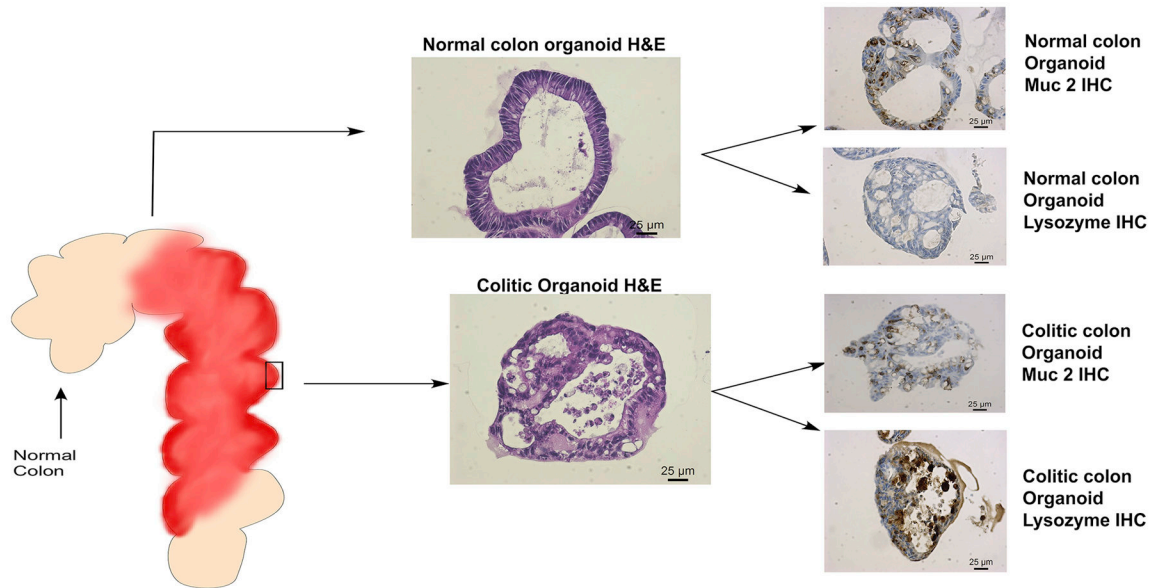 Normal colon organoid H&E
25 µm
Normal colon
Organoid
Muc 2 IHC
25 µm
Normal colon
Organoid
Lysozyme IHC
25 µm
Colitic Organoid H&E
25 µm
Colitic colon
Organoid
Muc 2 IHC
25 µm
Colitic colon
Organoid
Lysozyme IHC
25 µm
Normal
Colon